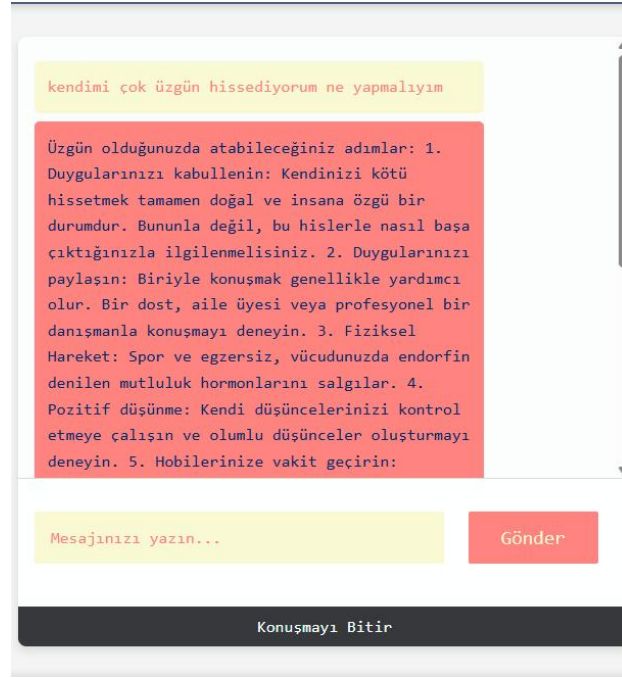 kendimi çok üzgün hissediyorum ne yapmalıyım
Üzgün olduğunuzda atabileceğiniz adımlar: 1.
Duygularınızı kabullenin: Kendinizi kötü
hissetmek tamamen doğal ve insana özgü bir
durumdur. Bununla değil, bu hislerle nasıl başa
çıktığınızla ilgilenmelisiniz. 2. Duygularınızı
paylaşın: Biriyle konuşmak genellikle yardımcı
olur. Bir dost, aile üyesi veya profesyonel bir
danışmanla konuşmayı deneyin. 3. Fiziksel
Hareket: Spor ve egzersiz, vücudunuzda endorfin
denilen mutluluk hormonlarını salgılar. 4.
Pozitif düşünme: Kendi düşüncelerinizi kontrol
etmeye çalışın ve olumlu düşünceler oluşturmayı
deneyin. 5. Hobilerinize vakit geçirin:
Mesajınızı yazın...
Gönder
Konuşmayı Bitir